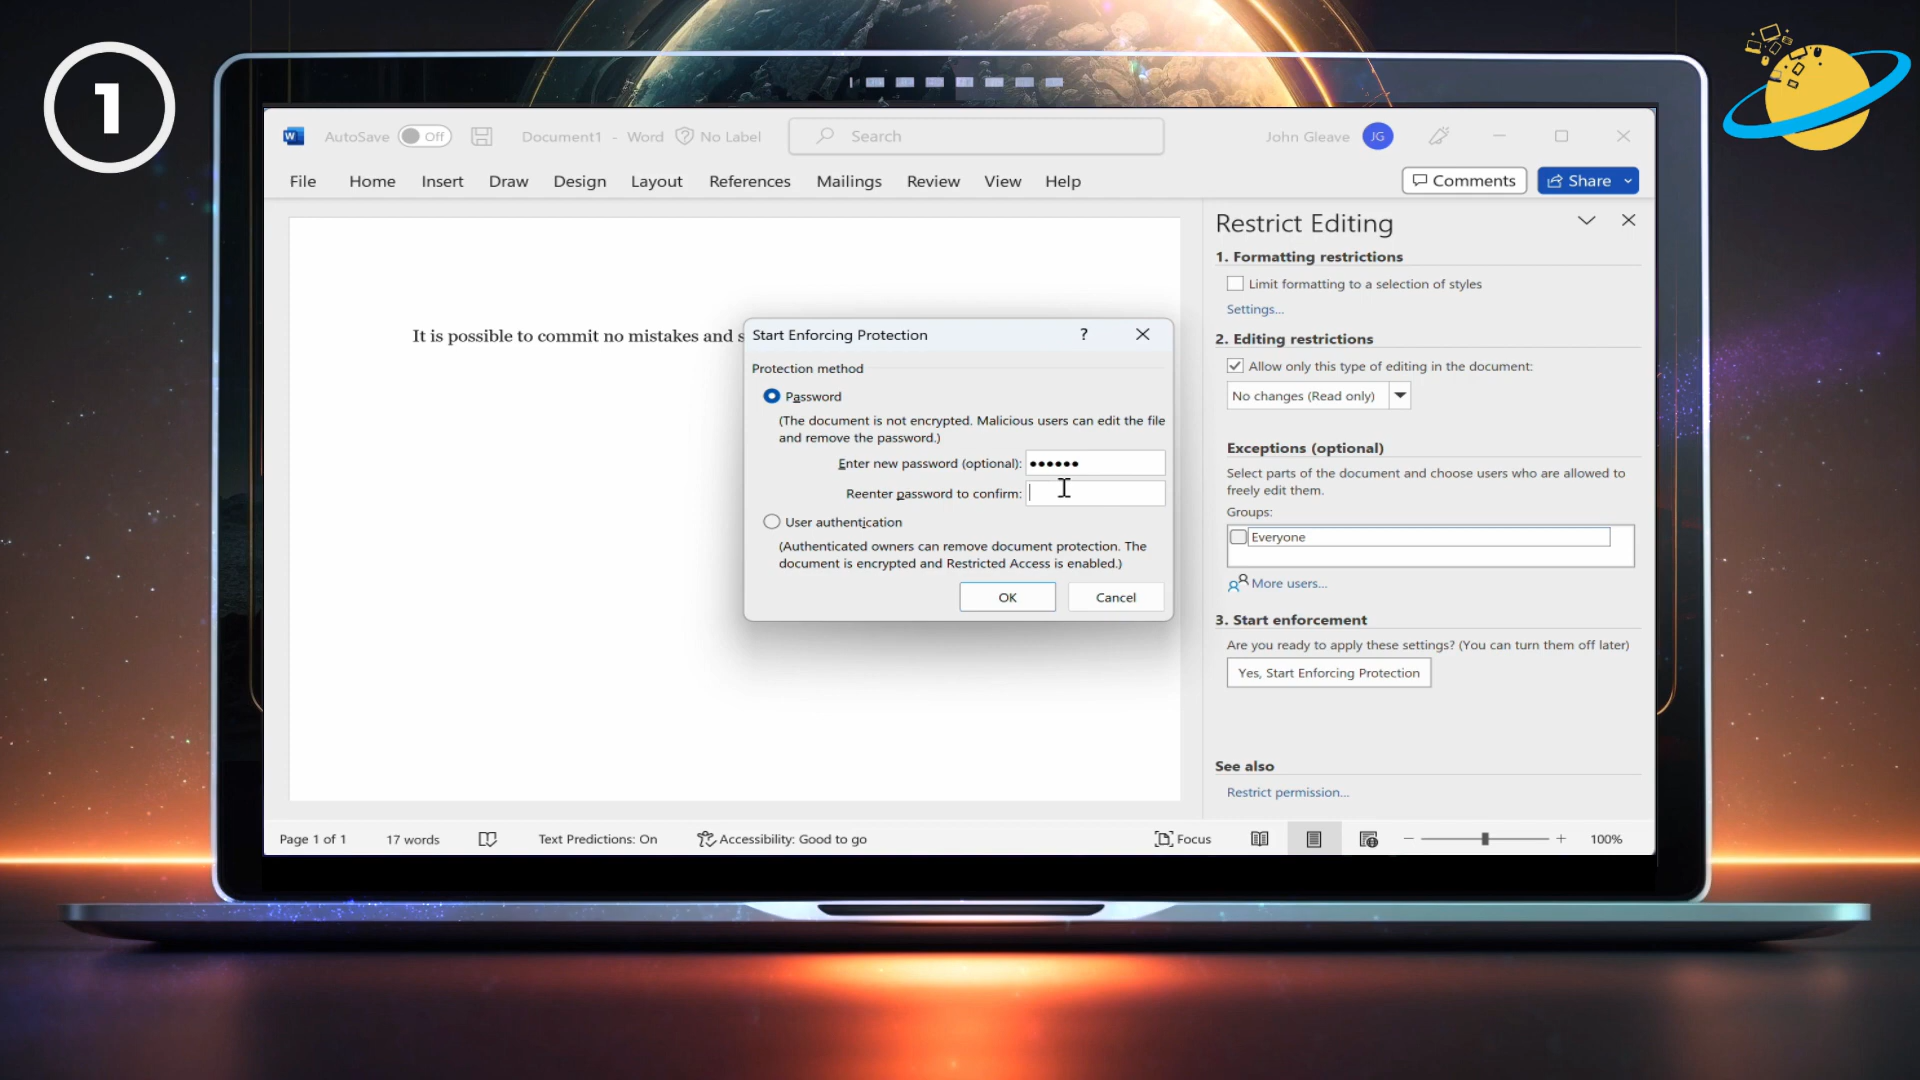 1
AutoSave Off Document1 - Word No Label Search John Gleave JG
File Home Insert Draw Design Layout References Mailings Review View Help Comments Share
It is possible to commit no mistakes and s
Start Enforcing Protection ?
Protection method
Password
(The document is not encrypted. Malicious users can edit the file
and remove the password.)
Enter new password (optional): ••••••
Reenter password to confirm:
User authentication
(Authenticated owners can remove document protection. The
document is encrypted and Restricted Access is enabled.)
OK Cancel
Restrict Editing
1. Formatting restrictions
Limit formatting to a selection of styles
Settings...
2. Editing restrictions
Allow only this type of editing in the document:
No changes (Read only)
Exceptions (optional)
Select parts of the document and choose users who are allowed to
freely edit them.
Groups:
Everyone
More users...
3. Start enforcement
Are you ready to apply these settings? (You can turn them off later)
Yes, Start Enforcing Protection
See also
Restrict permission...
Page 1 of 1 17 words Text Predictions: On Accessibility: Good to go Focus 100%